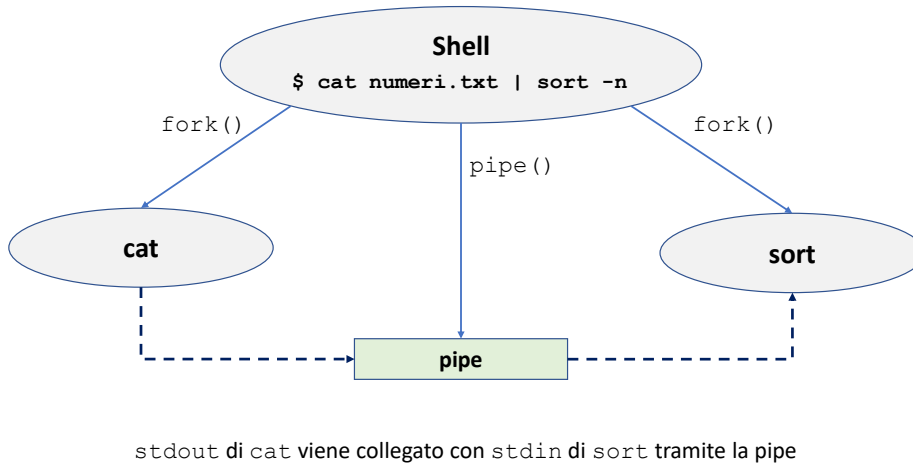 Shell
$ cat numeri.txt | sort -n
fork()
fork()
pipe()
cat
sort
pipe
stdout di cat viene collegato con stdin di sort tramite la pipe